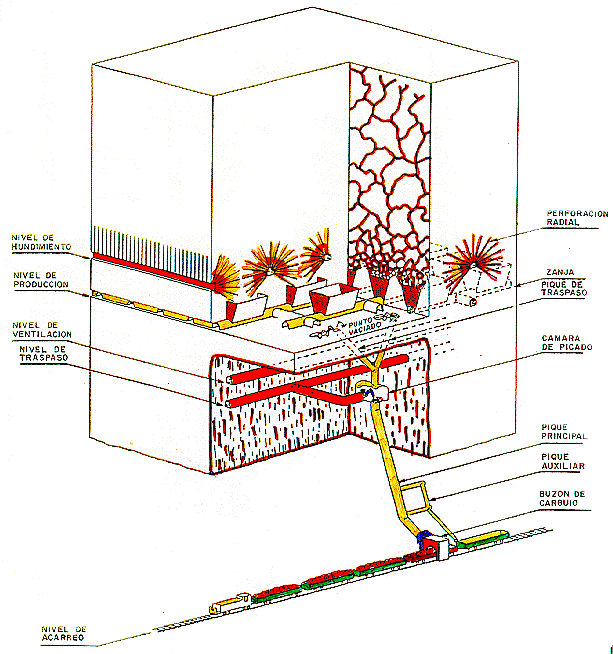 NIVEL DE
HUNDIMIENTO
NIVEL DE
PRODUCCION
NIVEL DE
VENTILACION
NIVEL DE
TRASPASO
PERFORACION
RADIAL
ZANJA
PIQUE DE
TRASPASO
PUNTO
VACIADO
CAMARA
DE PICADO
PIQUE
PRINCIPAL
PIQUE
AUXILIAR
BUZON DE
CARGUIO
NIVEL DE
ACARREO